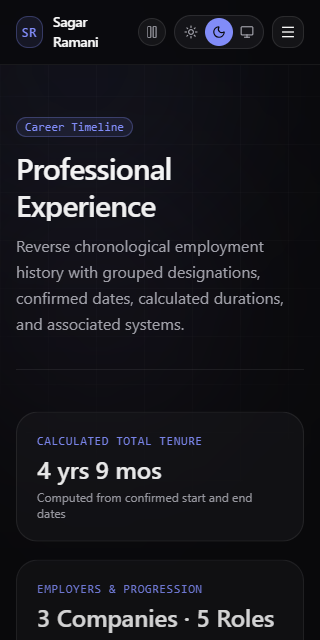 SR
Sagar
Ramani
Career Timeline
Professional
Experience
Reverse chronological employment
history with grouped designations,
confirmed dates, calculated durations,
and associated systems.
CALCULATED TOTAL TENURE
4 yrs 9 mos
Computed from confirmed start and end
dates
EMPLOYERS & PROGRESSION
3 Companies · 5 Roles